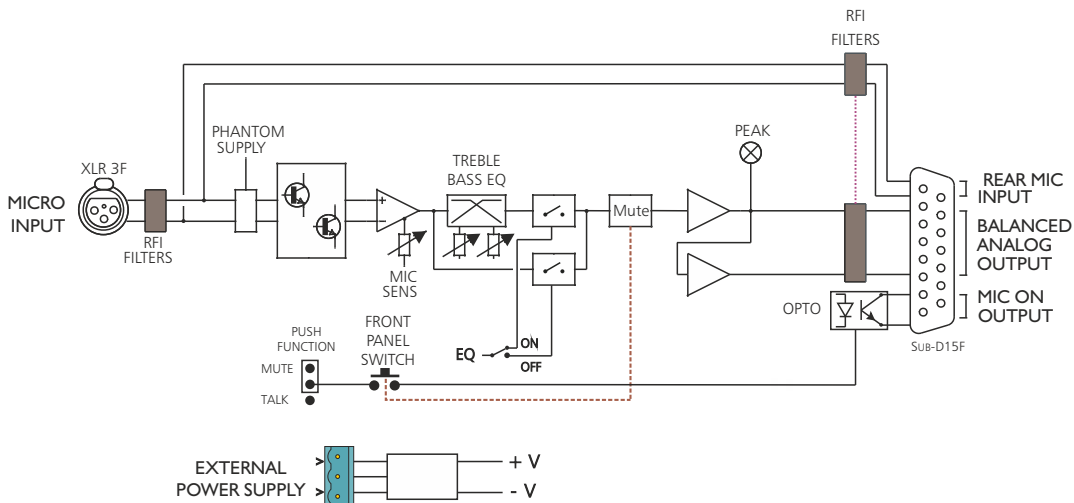 RFI
FILTERS
PHANTOM
SUPPLY
PEAK
XLR 3F
TREBLE
BASS EQ
MICRO
INPUT
REAR MIC
INPUT
+
Mute
−
RFI
FILTERS
BALANCED
ANALOG
OUTPUT
MIC
SENS
OPTO
MIC ON
OUTPUT
PUSH
FUNCTION
FRONT
PANEL
SWITCH
EQ
ON
OFF
SUB-D15F
MUTE
TALK
EXTERNAL
POWER SUPPLY
+ V
- V